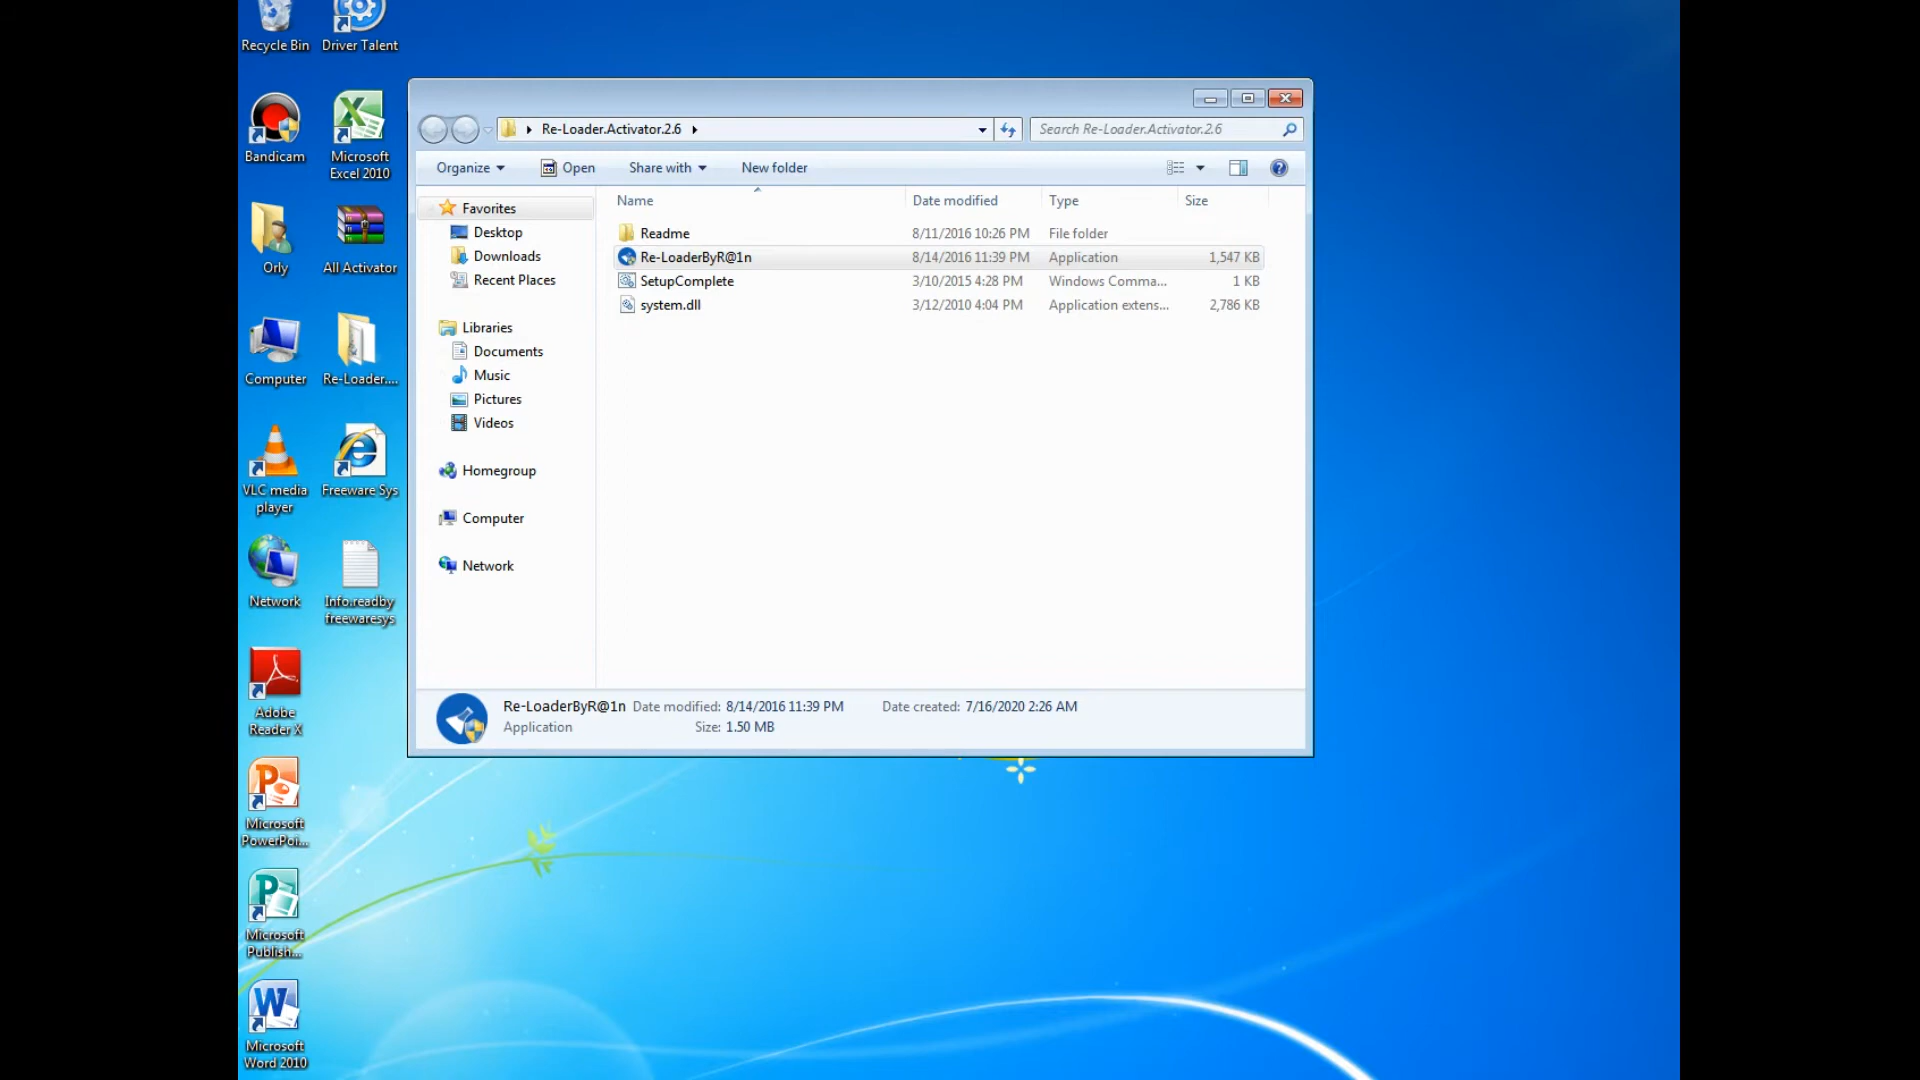 Recycle Bin
Driver Talent
Bandicam
Microsoft
Excel 2010
Orly
All Activator
Computer
Re-Loader....
VLC media
player
Freeware Sys
Network
Info.readby
freewaresys
Adobe
Reader X
Microsoft
PowerPoi...
Microsoft
Publish...
Microsoft
Word 2010
Re-Loader.Activator.2.6
Search Re-Loader.Activator.2.6
Organize
Open
Share with
New folder
Favorites
Desktop
Downloads
Recent Places
Libraries
Documents
Music
Pictures
Videos
Homegroup
Computer
Network
Name Date modified Type Size
Readme 8/11/2016 10:26 PM File folder
Re-LoaderByR@1n 8/14/2016 11:39 PM Application 1,547 KB
SetupComplete 3/10/2015 4:28 PM Windows Comma... 1 KB
system.dll 3/12/2010 4:04 PM Application extens... 2,786 KB
Re-LoaderByR@1n Date modified: 8/14/2016 11:39 PM Date created: 7/16/2020 2:26 AM
Application Size: 1.50 MB